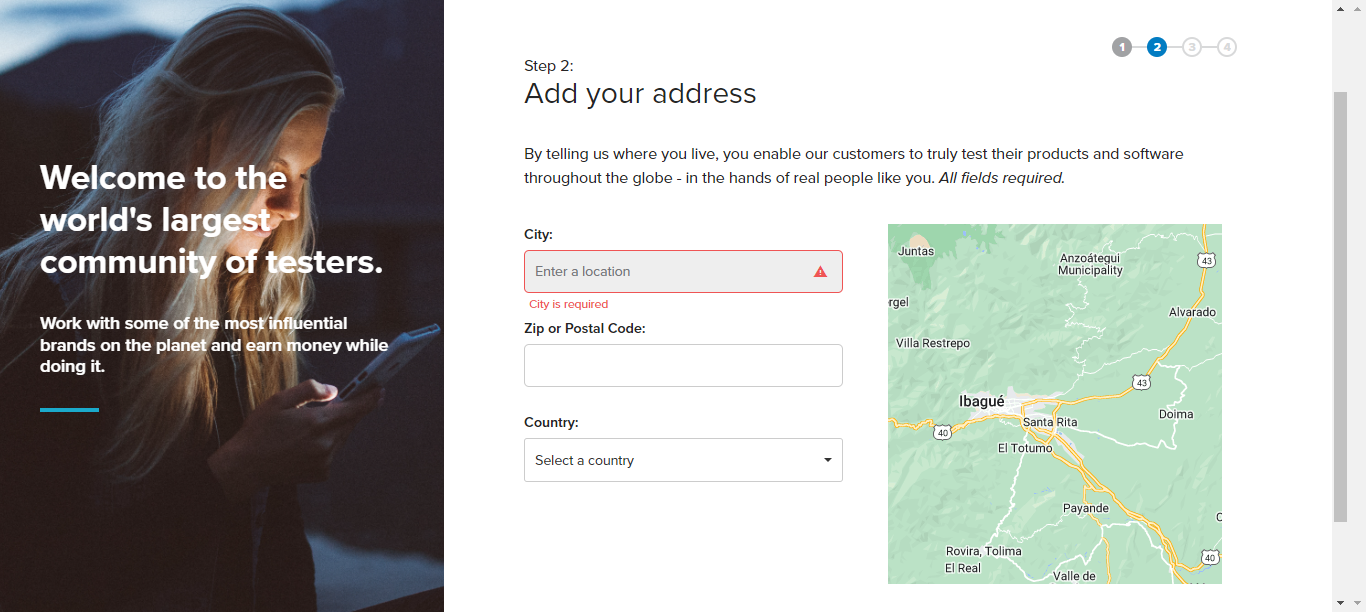 Welcome to the
world's largest
community of testers.
Work with some of the most influential
brands on the planet and earn money while
doing it.
1
2
3
4
Step 2:
Add your address
By telling us where you live, you enable our customers to truly test their products and software
throughout the globe - in the hands of real people like you. All fields required.
City:
Enter a location
City is required
Zip or Postal Code:
Country:
Select a country
Juntas
Anzoátegui
Municipality
43
rgel
Alvarado
Villa Restrepo
43
Ibagué
Doima
Santa Rita
40
El Totumo
Payande
C
Rovira, Tolima
40
El Real
Valle de